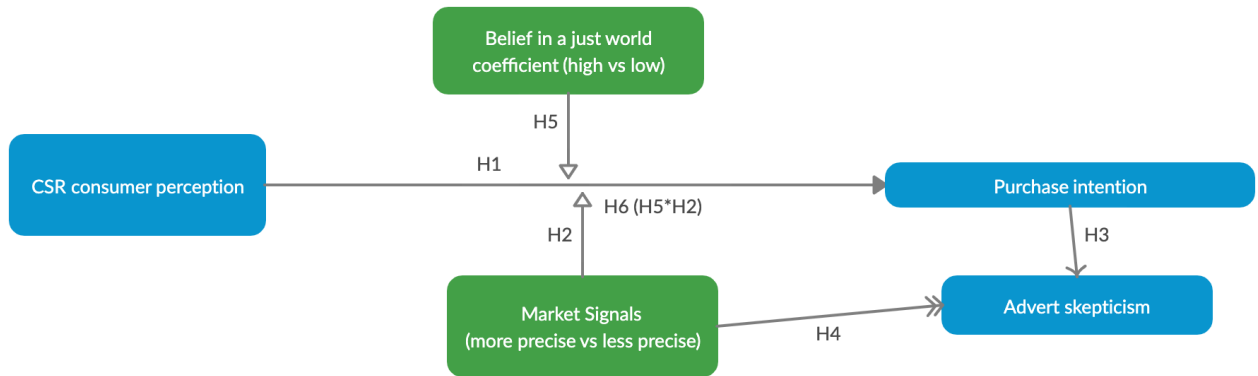 Belief in a just world
coefficient (high vs low)
H5
H1
CSR consumer perception
Purchase intention
H6 (H5*H2)
H2
H3
Market Signals
(more precise vs less precise)
Advert skepticism
H4